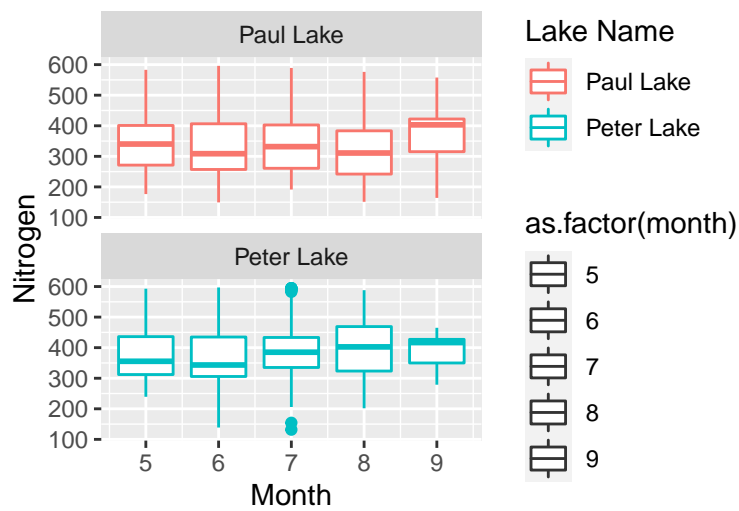 Paul Lake
600
500
400
300
200
100
Peter Lake
600
500
400
300
200
100
5 6 7 8 9
Month
Nitrogen
Lake Name
Paul Lake
Peter Lake
as.factor(month)
5
6
7
8
9